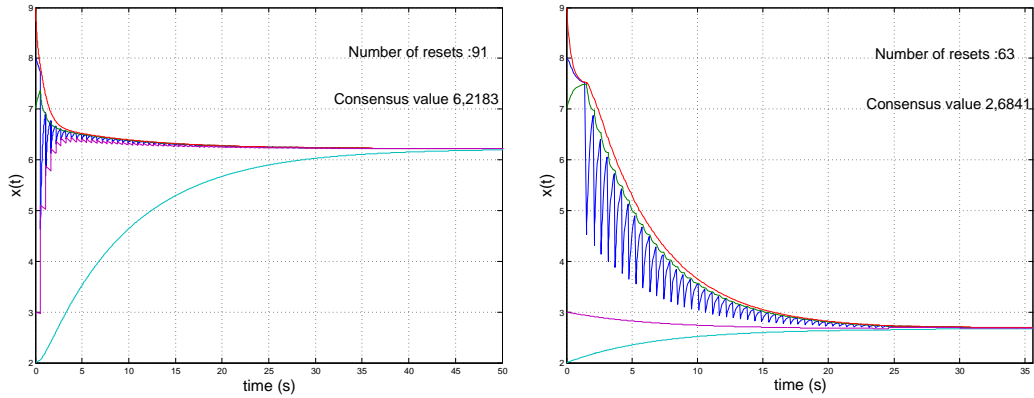 9
8
7
6
5
4
3
2
x(t)
Number of resets :91
Consensus value 6,2183
0 5 10 15 20 25 30 35 40 45 50
time (s)
9
8
7
6
5
4
3
2
x(t)
Number of resets :63
Consensus value 2,6841
0 5 10 15 20 25 30 35
time (s)